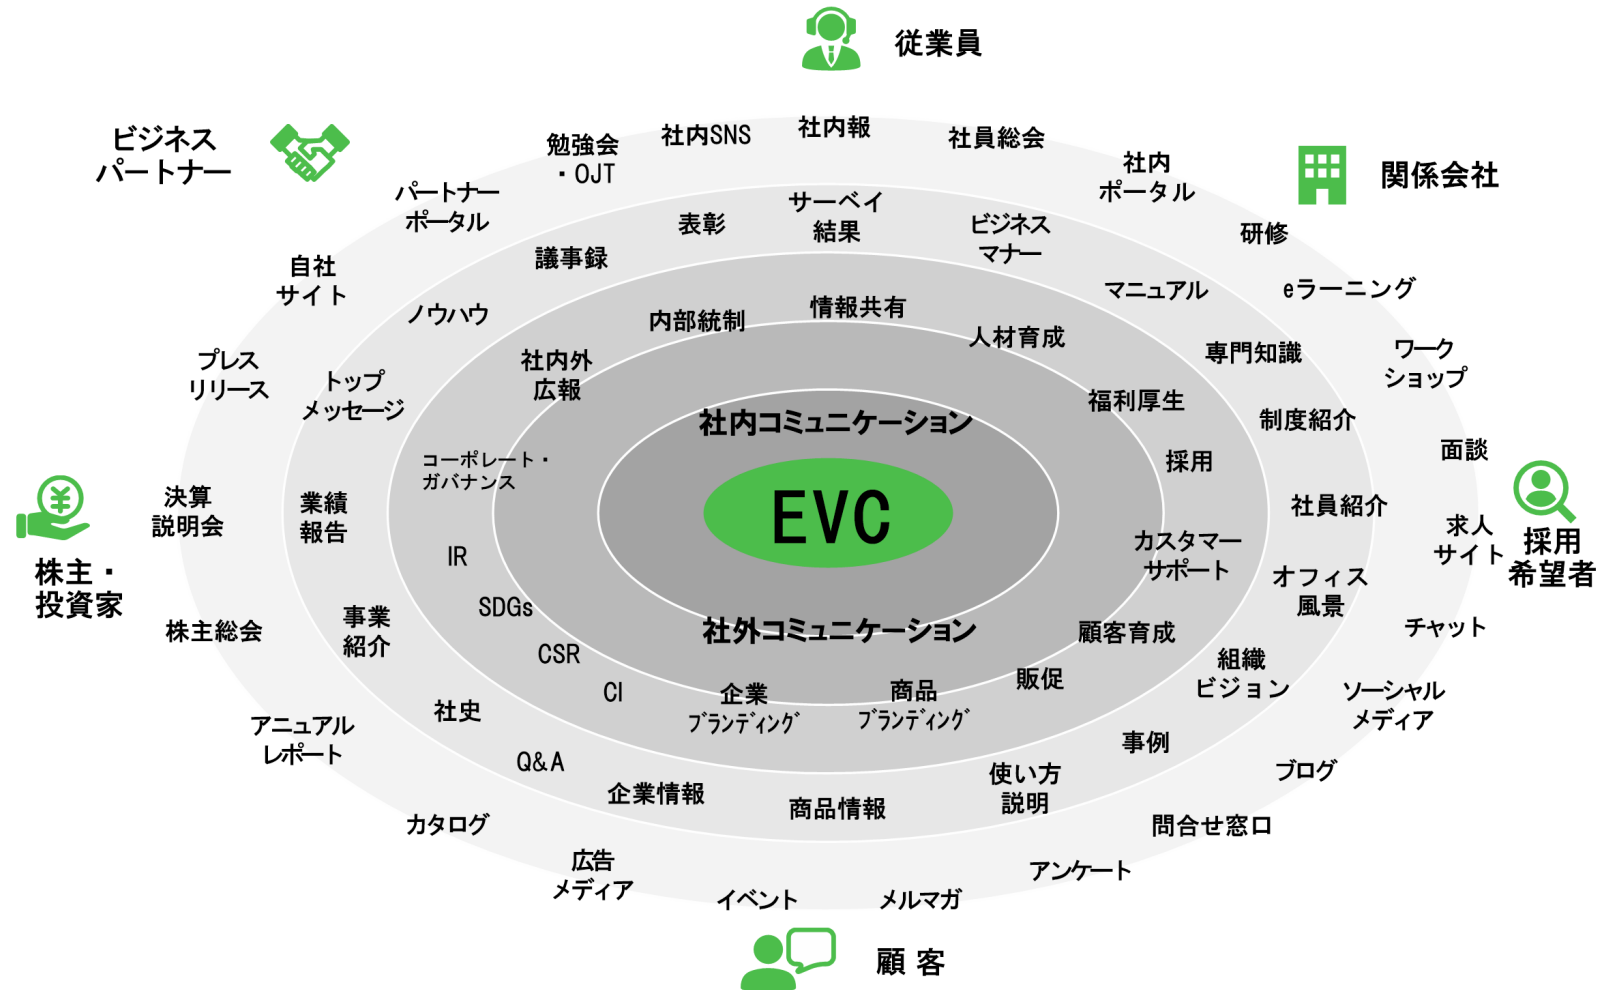 従業員
ビジネス
パートナー
関係会社
勉強会
・OJT
社内SNS
社内報
社員総会
社内
ポータル
パートナー
ポータル
研修
自社
サイト
eラーニング
プレス
リリース
ワーク
ショップ
決算
説明会
面談
株主・
投資家
求人
サイト
採用
希望者
株主総会
チャット
アニュアル
レポート
ソーシャル
メディア
ブログ
カタログ
問合せ窓口
広告
メディア
イベント
メルマガ
アンケート
顧 客
表彰
サーベイ
結果
ビジネス
マナー
議事録
マニュアル
ノウハウ
専門知識
トップ
メッセージ
制度紹介
業績
報告
社員紹介
事業
紹介
オフィス
風景
社史
組織
ビジョン
Q&A
事例
企業情報
商品情報
使い方
説明
内部統制
情報共有
人材育成
社内外
広報
福利厚生
コーポレート・
ガバナンス
採用
IR
カスタマー
サポート
SDGs
顧客育成
CSR
販促
CI
企業
ブランディング
商品
ブランディング
社内コミュニケーション
EVC
社外コミュニケーション